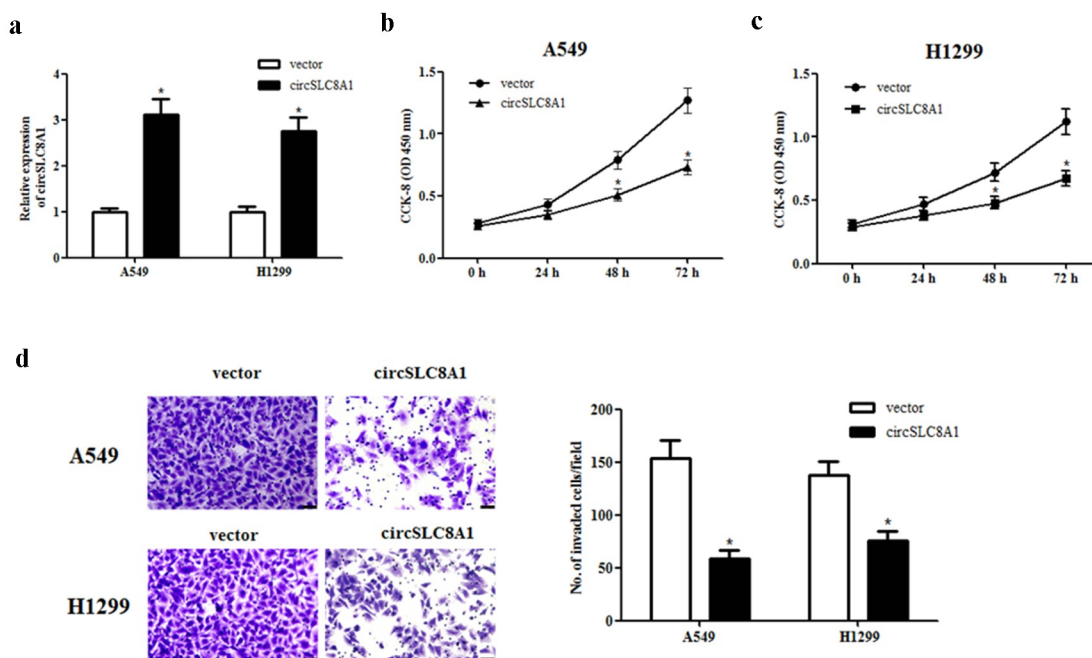 a
Relative expression
of circSLC8A1
4
3
2
1
0
vector
circSLC8A1
*
*
A549
H1299
b
A549
CCK-8 (OD 450 nm)
1.5
1.0
0.5
0.0
vector
circSLC8A1
*
*
0 h
24 h
48 h
72 h
c
H1299
CCK-8 (OD 450 nm)
1.5
1.0
0.5
0.0
vector
circSLC8A1
*
*
0 h
24 h
48 h
72 h
d
vector
circSLC8A1
A549
vector
circSLC8A1
H1299
No. of invaded cells/field
200
150
100
50
0
vector
circSLC8A1
*
*
A549
H1299